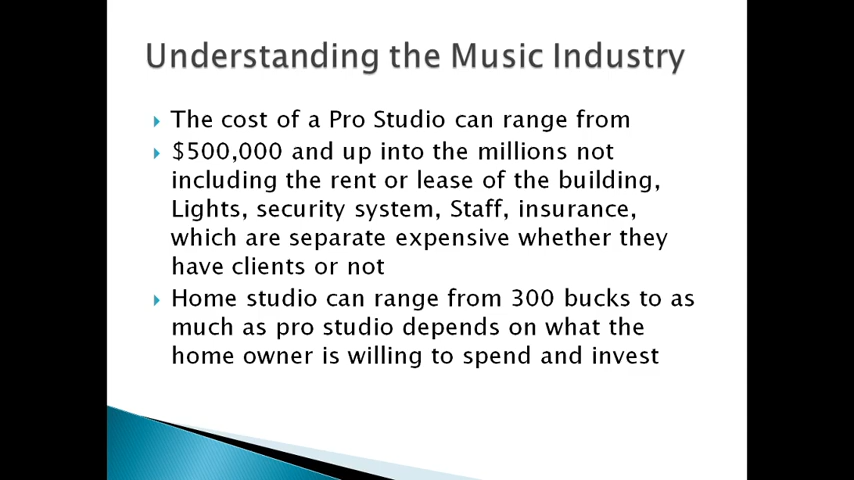 Understanding the Music Industry
The cost of a Pro Studio can range from
$500,000 and up into the millions not
including the rent or lease of the building,
Lights, security system, Staff, insurance,
which are separate expensive whether they
have clients or not
Home studio can range from 300 bucks to as
much as pro studio depends on what the
home owner is willing to spend and invest